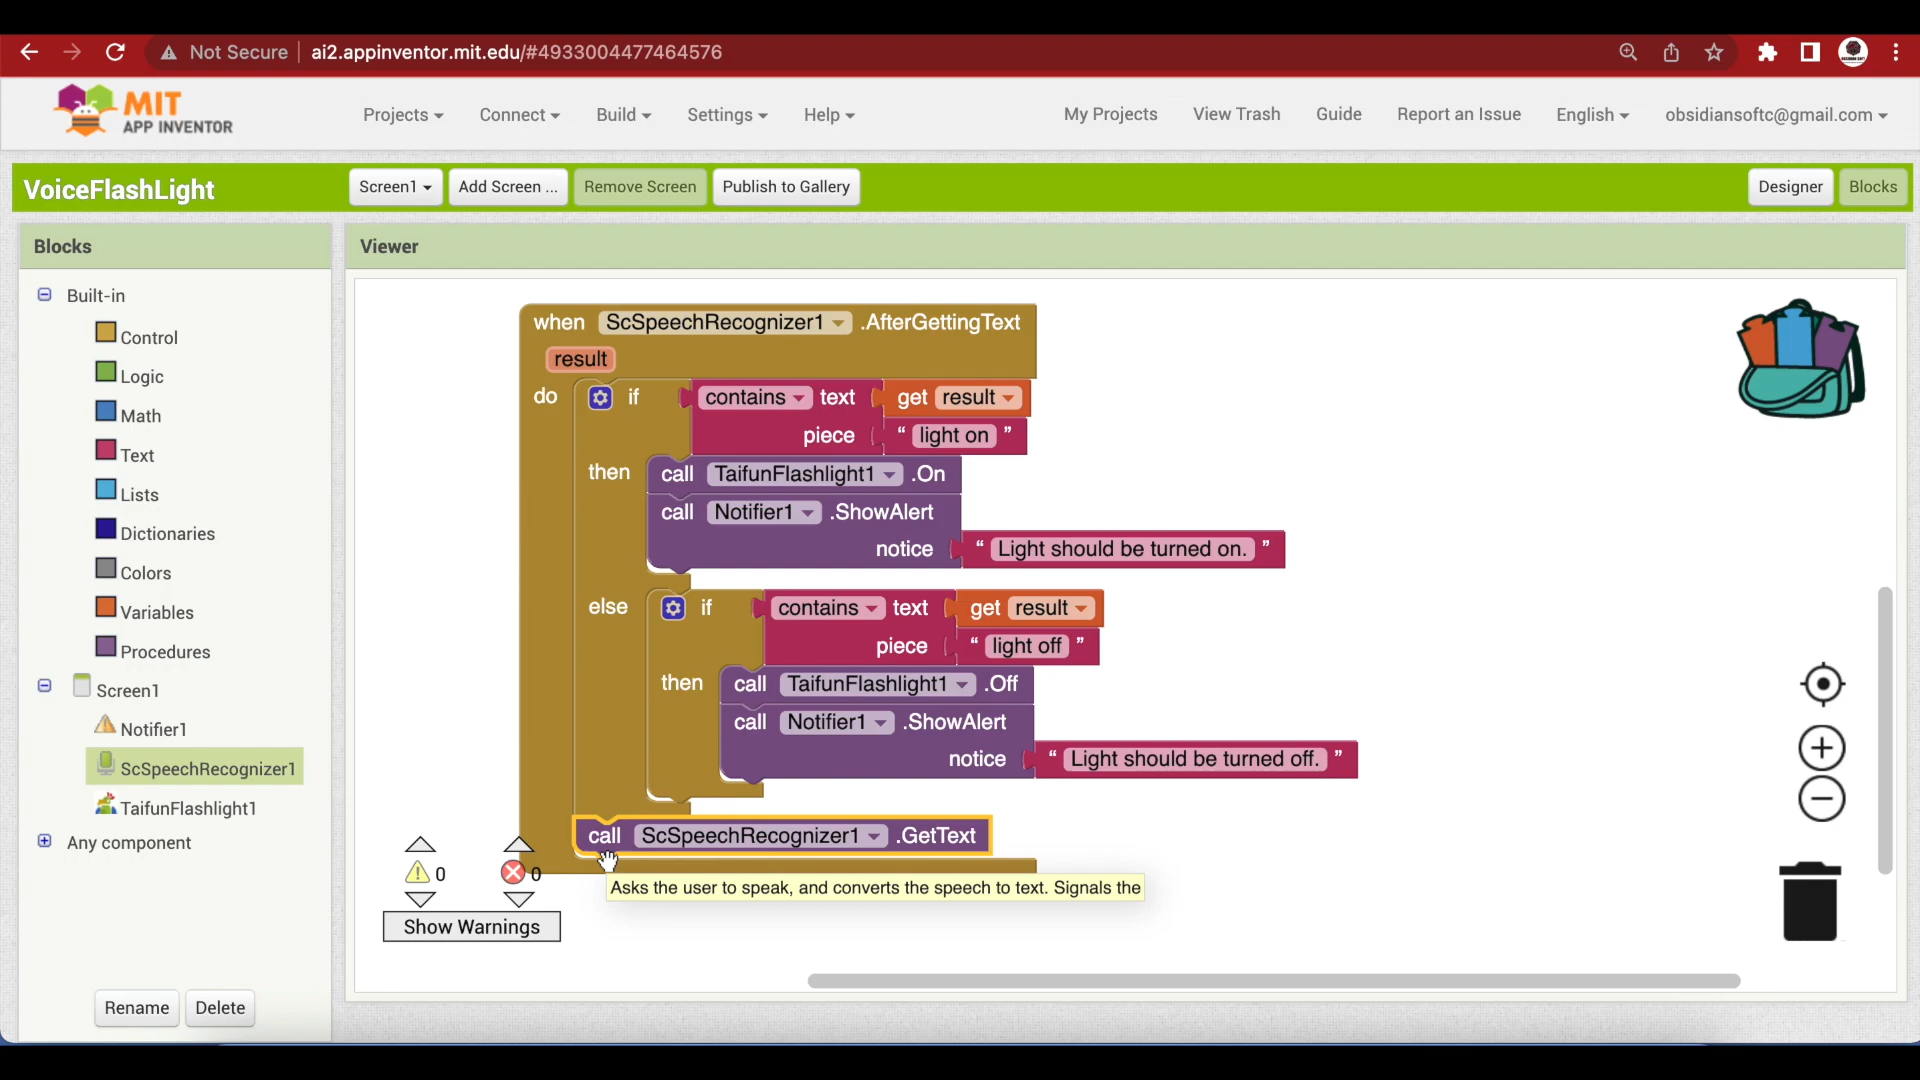 Not Secure | ai2.appinventor.mit.edu/#4933004477464576
MIT
APP INVENTOR
Projects Connect Build Settings Help My Projects View Trash Guide Report an Issue English obsidiansoftc@gmail.com
VoiceFlashLight Screen1 Add Screen ... Remove Screen Publish to Gallery Designer Blocks
Blocks
Viewer
Built-in
Control
Logic
Math
Text
Lists
Dictionaries
Colors
Variables
Procedures
Screen1
Notifier1
ScSpeechRecognizer1
TaifunFlashlight1
Any component
Rename Delete
when ScSpeechRecognizer1 .AfterGettingText
result
do if contains text get result
piece “ light on ”
then call TaifunFlashlight1 .On
call Notifier1 .ShowAlert
notice “ Light should be turned on. ”
else if contains text get result
piece “ light off ”
then call TaifunFlashlight1 .Off
call Notifier1 .ShowAlert
notice “ Light should be turned off. ”
call ScSpeechRecognizer1 .GetText
0 0
Asks the user to speak, and converts the speech to text. Signals the
Show Warnings